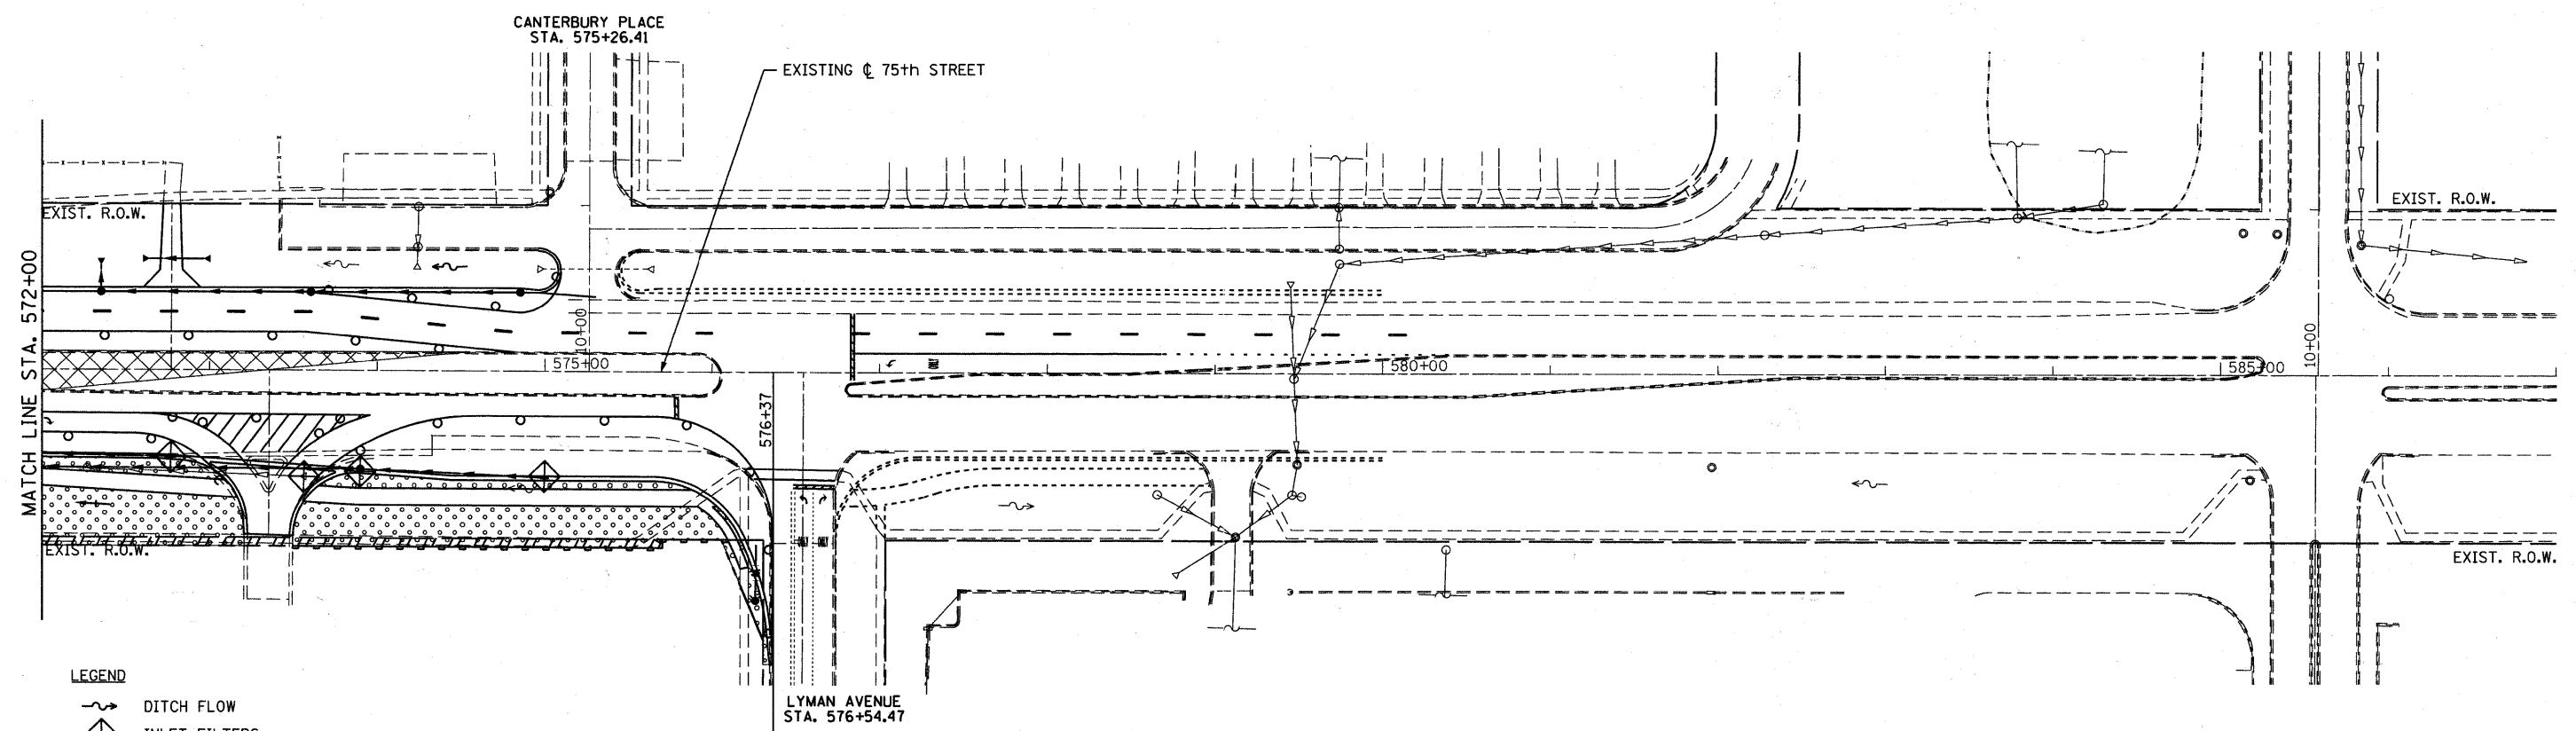 CANTERBURY PLACE
STA. 575+26.41
EXISTING ℄ 75th STREET
EXIST. R.O.W.
EXIST. R.O.W.
MATCH LINE STA. 572+00
10+00
575+00
580+00
585+00
10+00
576+37
EXIST. R.O.W.
EXIST. R.O.W.
LEGEND
DITCH FLOW
INLET FILTERS
LYMAN AVENUE
STA. 576+54.47